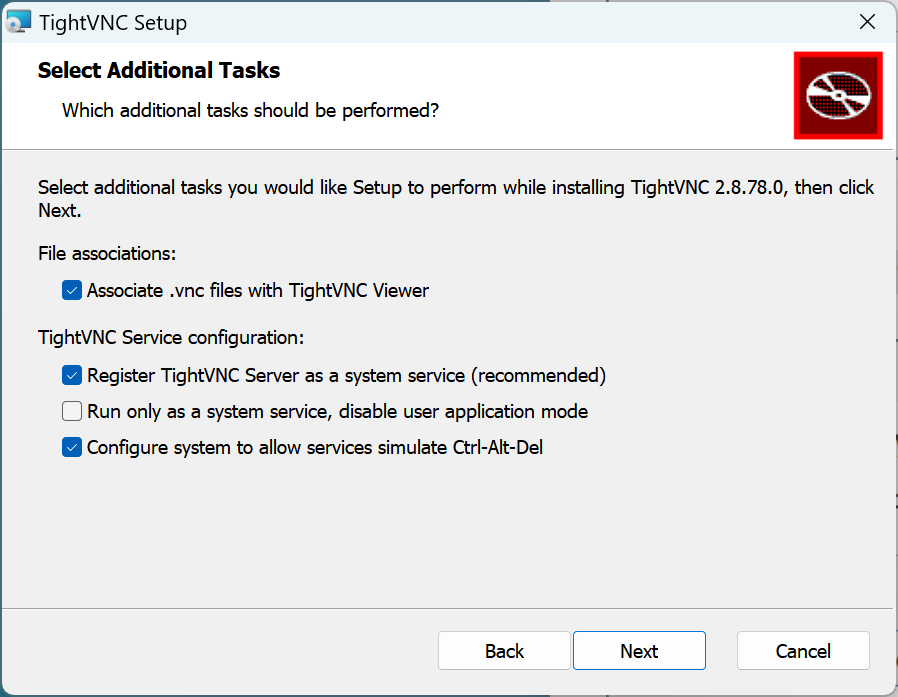 TightVNC Setup
Select Additional Tasks
Which additional tasks should be performed?
Select additional tasks you would like Setup to perform while installing TightVNC 2.8.78.0, then click
Next.
File associations:
Associate .vnc files with TightVNC Viewer
TightVNC Service configuration:
Register TightVNC Server as a system service (recommended)
Run only as a system service, disable user application mode
Configure system to allow services simulate Ctrl-Alt-Del
Back Next Cancel